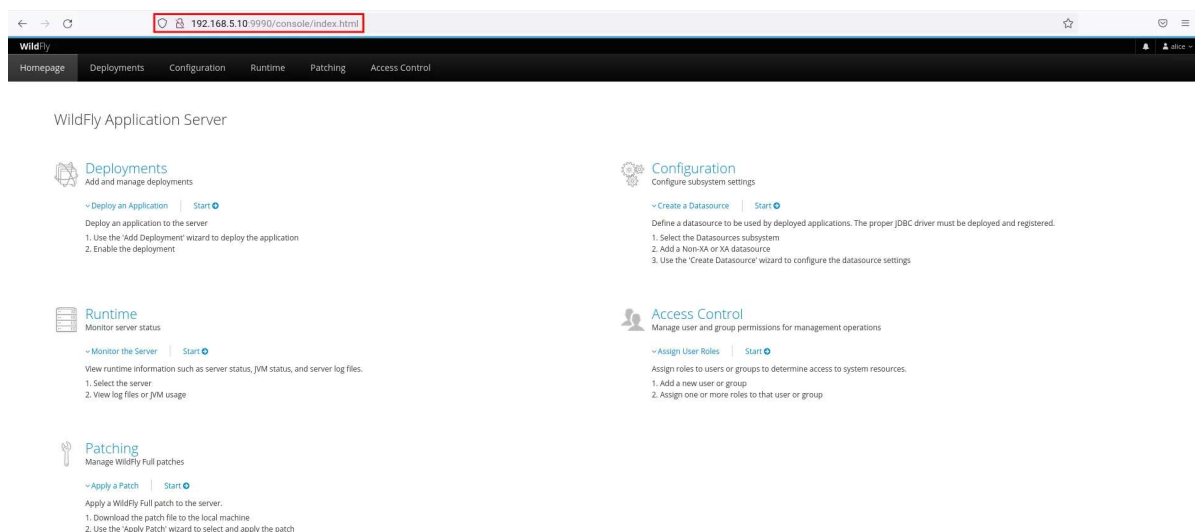 192.168.5.10:9990/console/index.html
WildFly
alice
Homepage Deployments Configuration Runtime Patching Access Control
WildFly Application Server
Deployments
Add and manage deployments
Deploy an Application Start
Deploy an application to the server
1. Use the 'Add Deployment' wizard to deploy the application
2. Enable the deployment
Configuration
Configure subsystem settings
Create a Datasource Start
Define a datasource to be used by deployed applications. The proper JDBC driver must be deployed and registered.
1. Select the Datasources subsystem
2. Add a Non-XA or XA datasource
3. Use the 'Create Datasource' wizard to configure the datasource settings
Runtime
Monitor server status
Monitor the Server Start
View runtime information such as server status, JVM status, and server log files.
1. Select the server
2. View log files or JVM usage
Access Control
Manage user and group permissions for management operations
Assign User Roles Start
Assign roles to users or groups to determine access to system resources.
1. Add a new user or group
2. Assign one or more roles to that user or group
Patching
Manage WildFly Full patches
Apply a Patch Start
Apply a WildFly Full patch to the server.
1. Download the patch file to the local machine
2. Use the 'Apply Patch' wizard to select and apply the patch